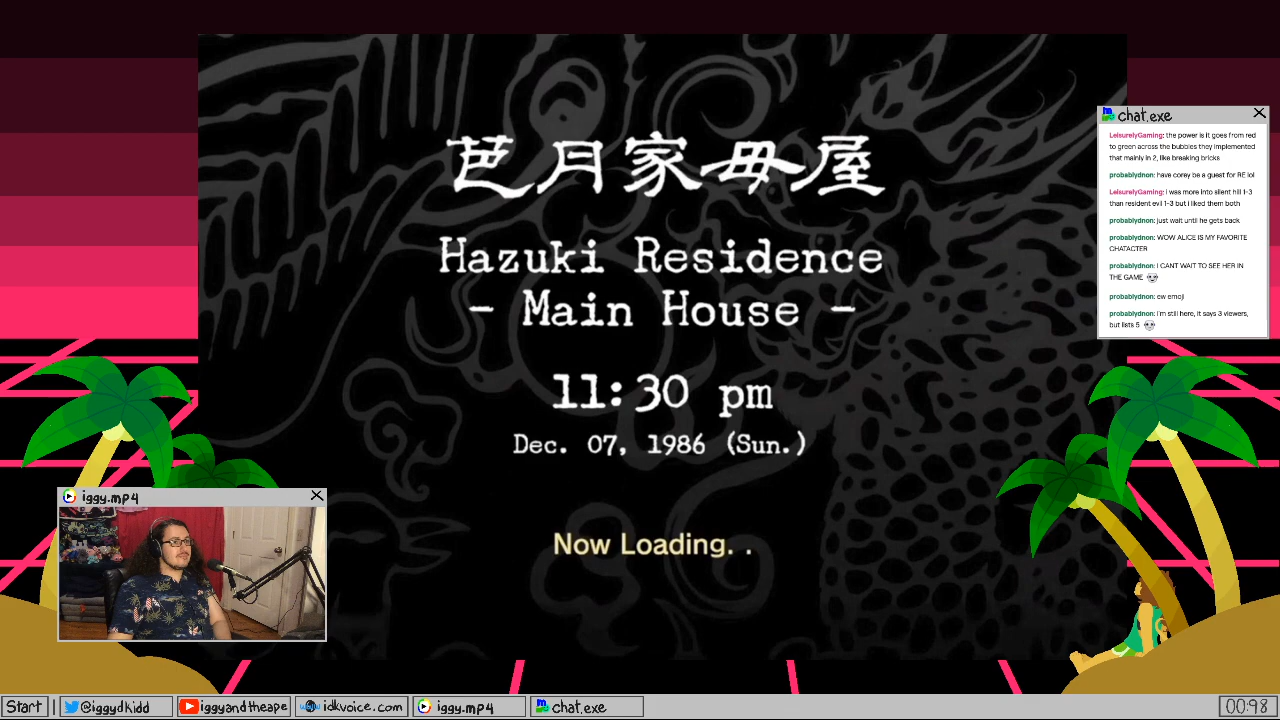 芭月家母屋
Hazuki Residence
- Main House -
11:30 pm
Dec. 07, 1986 (Sun.)
Now Loading. .
chat.exe
LeisurelyGaming: the power is it goes from red
to green across the bubbles they implemented
that mainly in 2, like breaking bricks
probablydnon: have corey be a guest for RE lol
LeisurelyGaming: i was more into silent hill 1-3
than resident evil 1-3 but i liked them both
probablydnon: just wait until he gets back
probablydnon: WOW ALICE IS MY FAVORITE
CHATACTER
probablydnon: I CANT WAIT TO SEE HER IN
THE GAME
probablydnon: ew emoji
probablydnon: i'm still here, it says 3 viewers,
but lists 5
iggy.mp4
Start
@iggydkidd
iggyandtheape
idkvoice.com
iggy.mp4
chat.exe
00:98